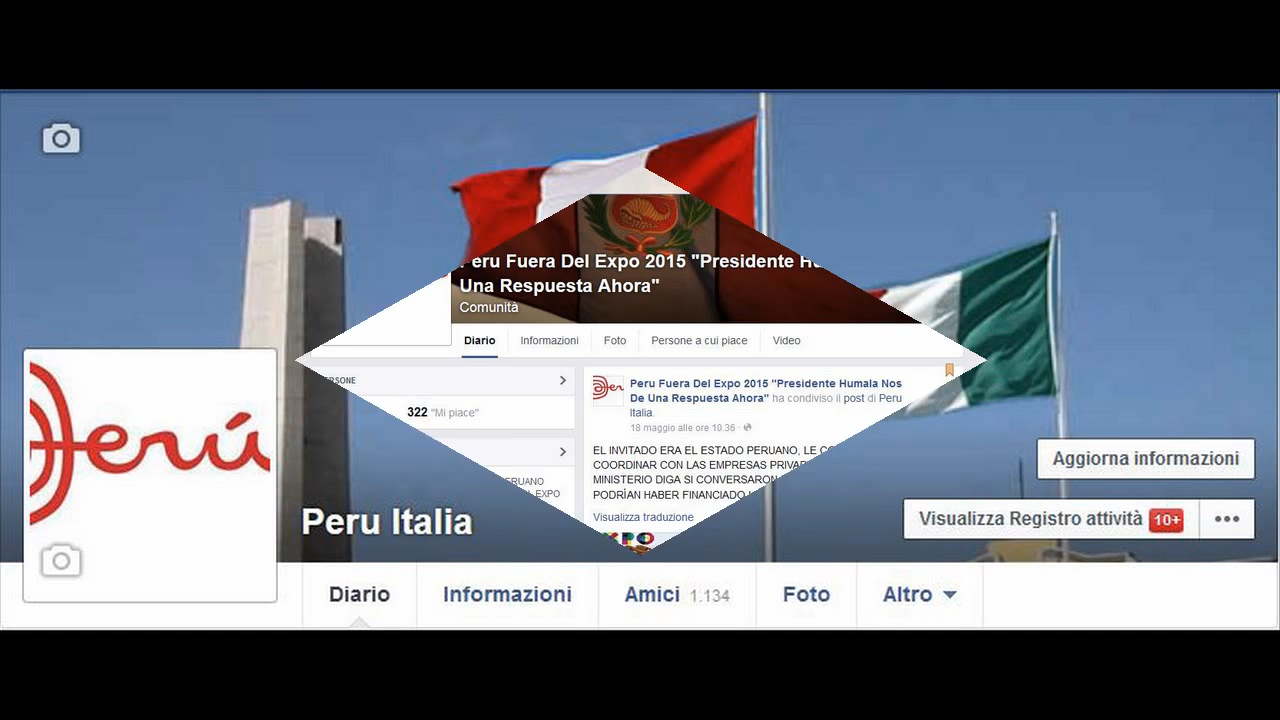 Peru Fuera Del Expo 2015 "Presidente
Una Respuesta Ahora"
Comunità
Diario Informazioni Foto Persone a cui piace Video
322 "Mi piace"
Peru Fuera Del Expo 2015 "Presidente Humala Nos
De Una Respuesta Ahora" ha condiviso il post di Peru
Italia.
18 maggio alle ore 10.36
EL INVITADO ERA EL ESTADO PERUANO, LE
COORDINAR CON LAS EMPRESAS
MINISTERIO DIGA SI CONVERSARON
PODRÍAN HABER FINANCIADO
EXPO
Visualizza traduzione
Perú
Aggiorna informazioni
Peru Italia
Visualizza Registro attività 10+
Diario Informazioni Amici 1.134 Foto Altro